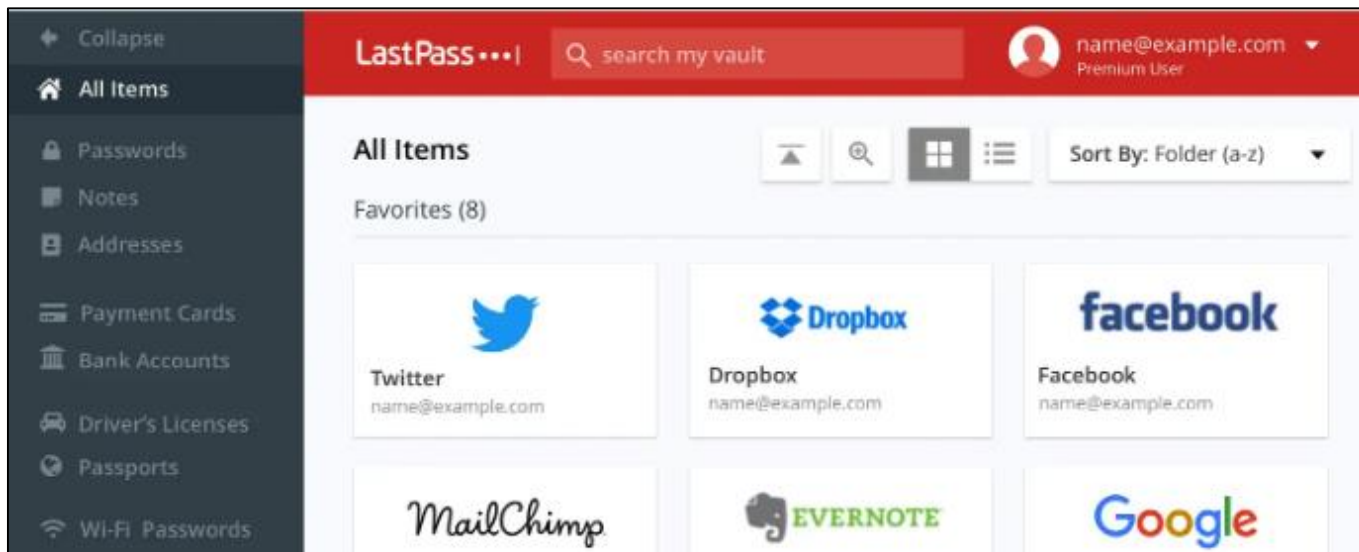 Collapse
All Items
Passwords
Notes
Addresses
Payment Cards
Bank Accounts
Driver's Licenses
Passports
Wi-Fi Passwords
LastPass
search my vault
name@example.com
Premium User
All Items
Sort By: Folder (a-z)
Favorites (8)
Twitter
name@example.com
Dropbox
Dropbox
name@example.com
facebook
Facebook
name@example.com
MailChimp
EVERNOTE
Google